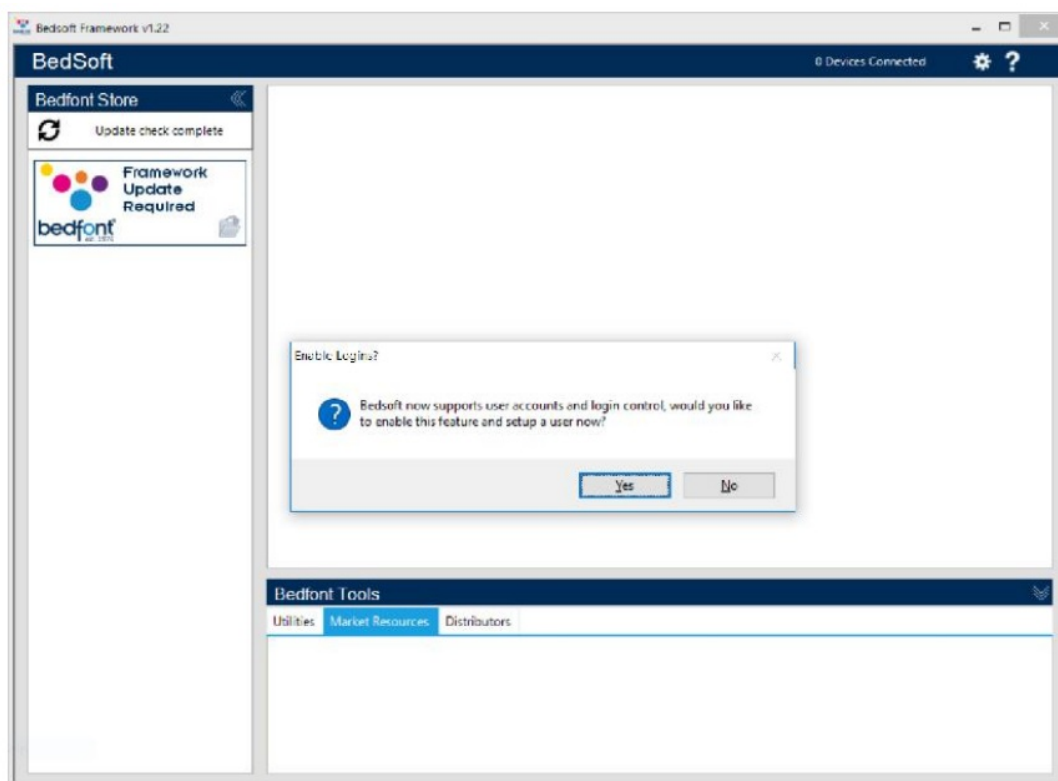 Bedsoft Framework v1.22
BedSoft
0 Devices Connected
?
Bedfont Store
Update check complete
Framework
Update
Required
bedfont
Enable Logins?
Bedsoft now supports user accounts and login control, would you like
to enable this feature and setup a user now?
Yes
No
Bedfont Tools
Utilities
Market Resources
Distributors